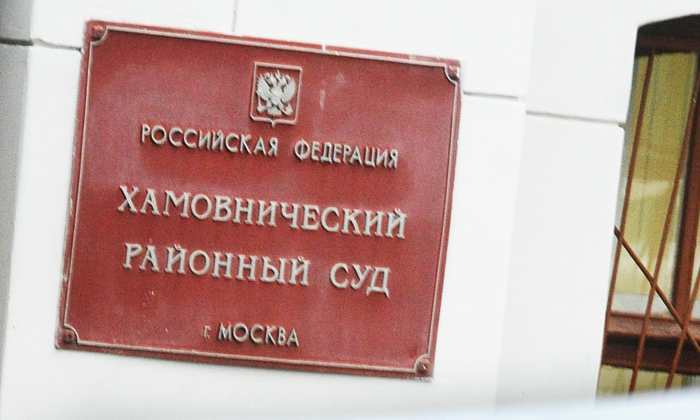 РОССИЙСКАЯ ФЕДЕРАЦИЯ
ХАМОВНИЧЕСКИЙ
РАЙОННЫЙ СУД
г. МОСКВА